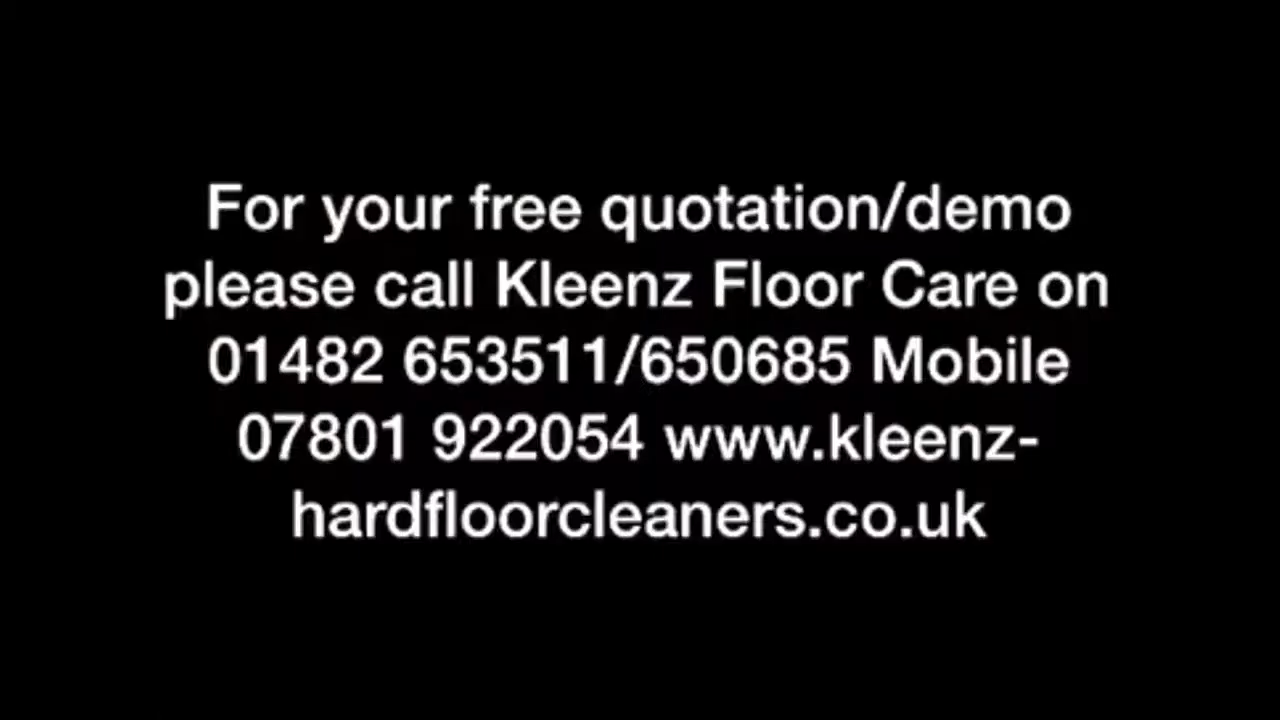 For your free quotation/demo
please call Kleenz Floor Care on
01482 653511/650685 Mobile
07801 922054 www.kleenz-
hardfloorcleaners.co.uk